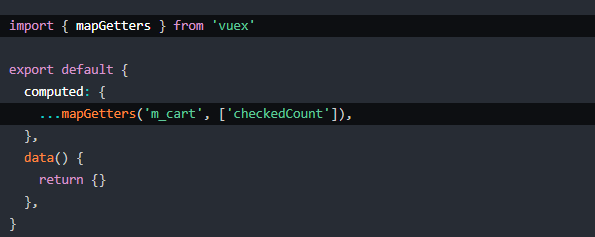 import { mapGetters } from 'vuex'
export default {
  computed: {
    ...mapGetters('m_cart', ['checkedCount']),
  },
  data() {
    return {}
  },
}